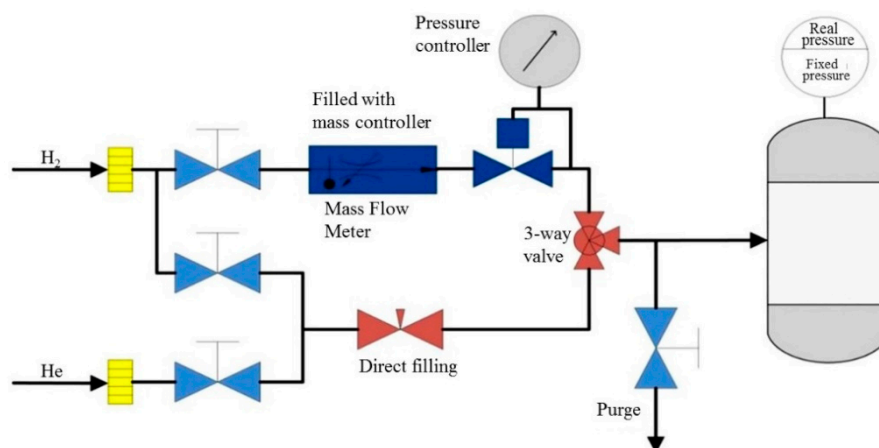 Pressure
controller
Real
pressure
Fixed
pressure
Filled with
mass controller
H₂
Mass Flow
Meter
3-way
valve
He
Direct filling
Purge